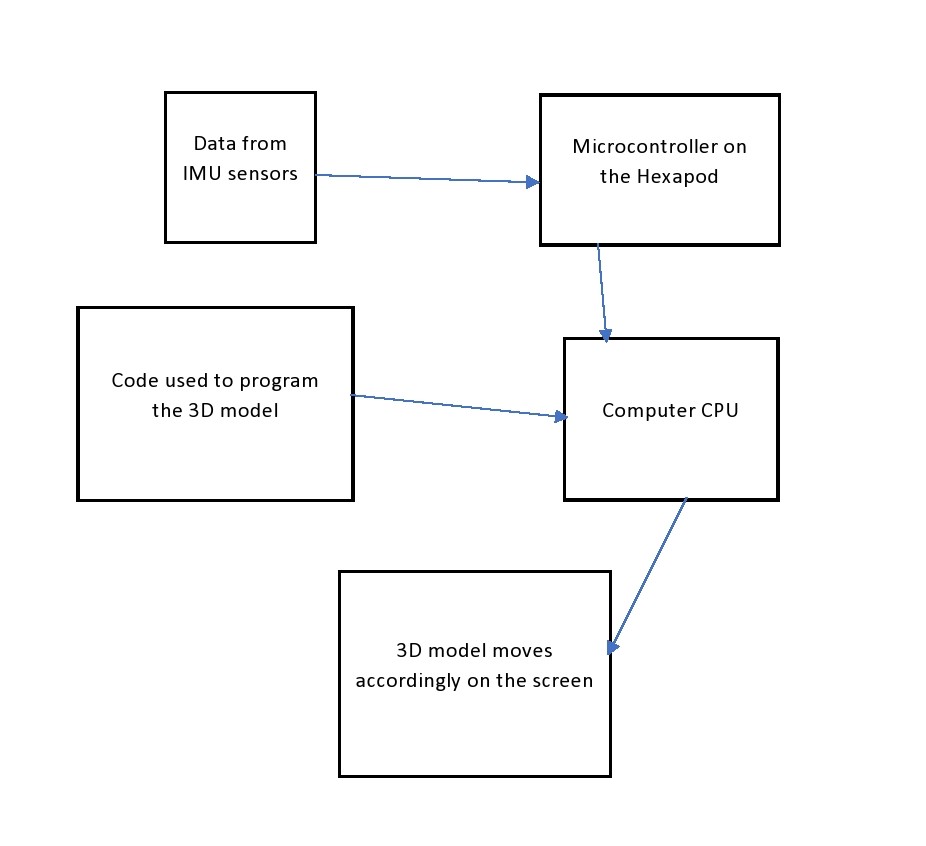 Data from
IMU sensors
Microcontroller on
the Hexapod
Code used to program
the 3D model
Computer CPU
3D model moves
accordingly on the screen